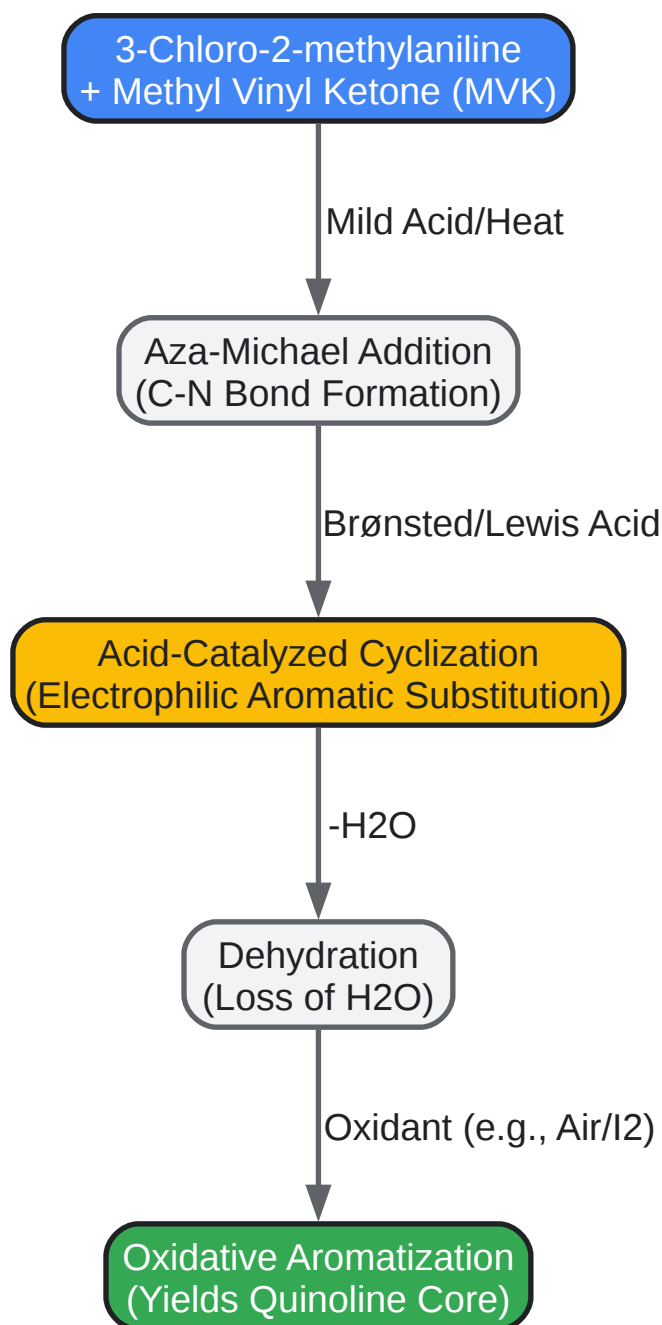 3-Chloro-2-methylaniline
+ Methyl Vinyl Ketone (MVK)
Mild Acid/Heat
Aza-Michael Addition
(C-N Bond Formation)
Brønsted/Lewis Acid
Acid-Catalyzed Cyclization
(Electrophilic Aromatic Substitution)
-H2O
Dehydration
(Loss of H2O)
Oxidant (e.g., Air/I2)
Oxidative Aromatization
(Yields Quinoline Core)